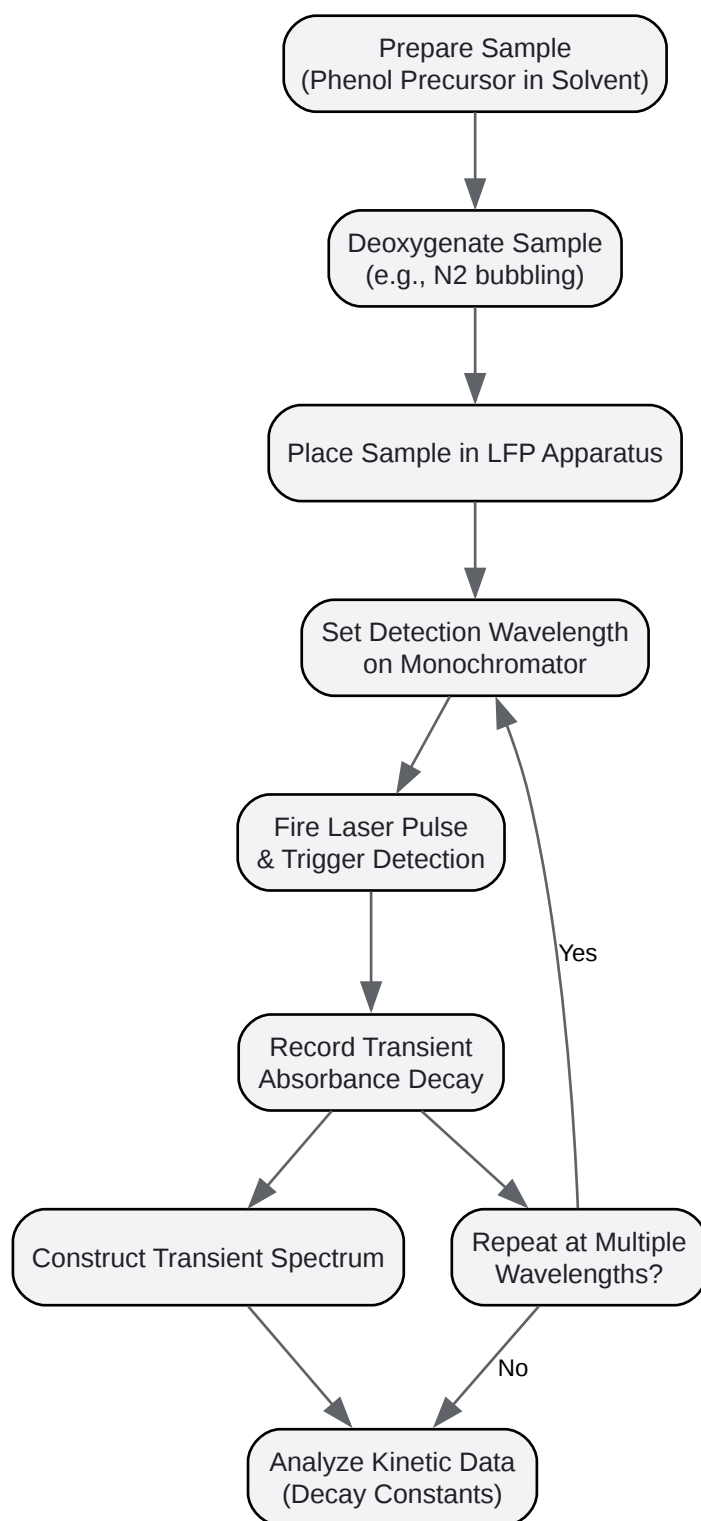 Prepare Sample
(Phenol Precursor in Solvent)
Deoxygenate Sample
(e.g., N2 bubbling)
Place Sample in LFP Apparatus
Set Detection Wavelength
on Monochromator
Fire Laser Pulse
& Trigger Detection
Yes
Record Transient
Absorbance Decay
Construct Transient Spectrum
Repeat at Multiple
Wavelengths?
No
Analyze Kinetic Data
(Decay Constants)